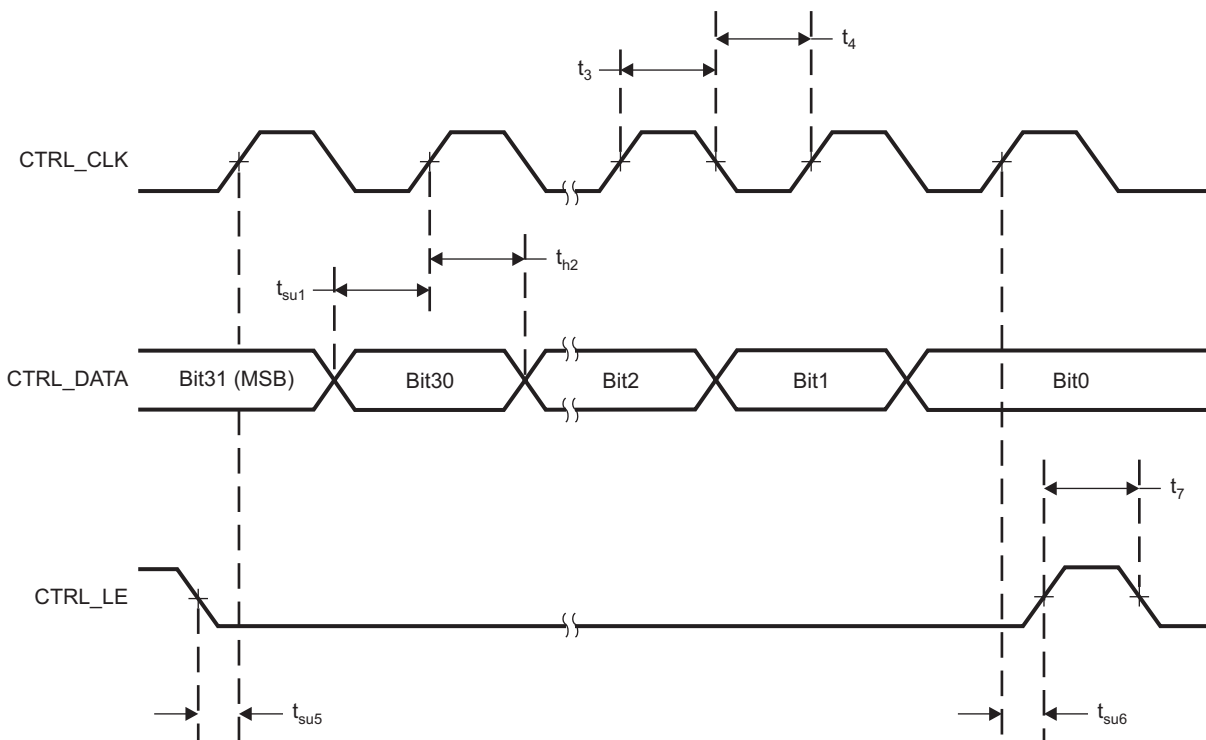 t4
t3
CTRL_CLK
th2
tsu1
CTRL_DATA
Bit31 (MSB)
Bit30
Bit2
Bit1
Bit0
t7
CTRL_LE
tsu5
tsu6